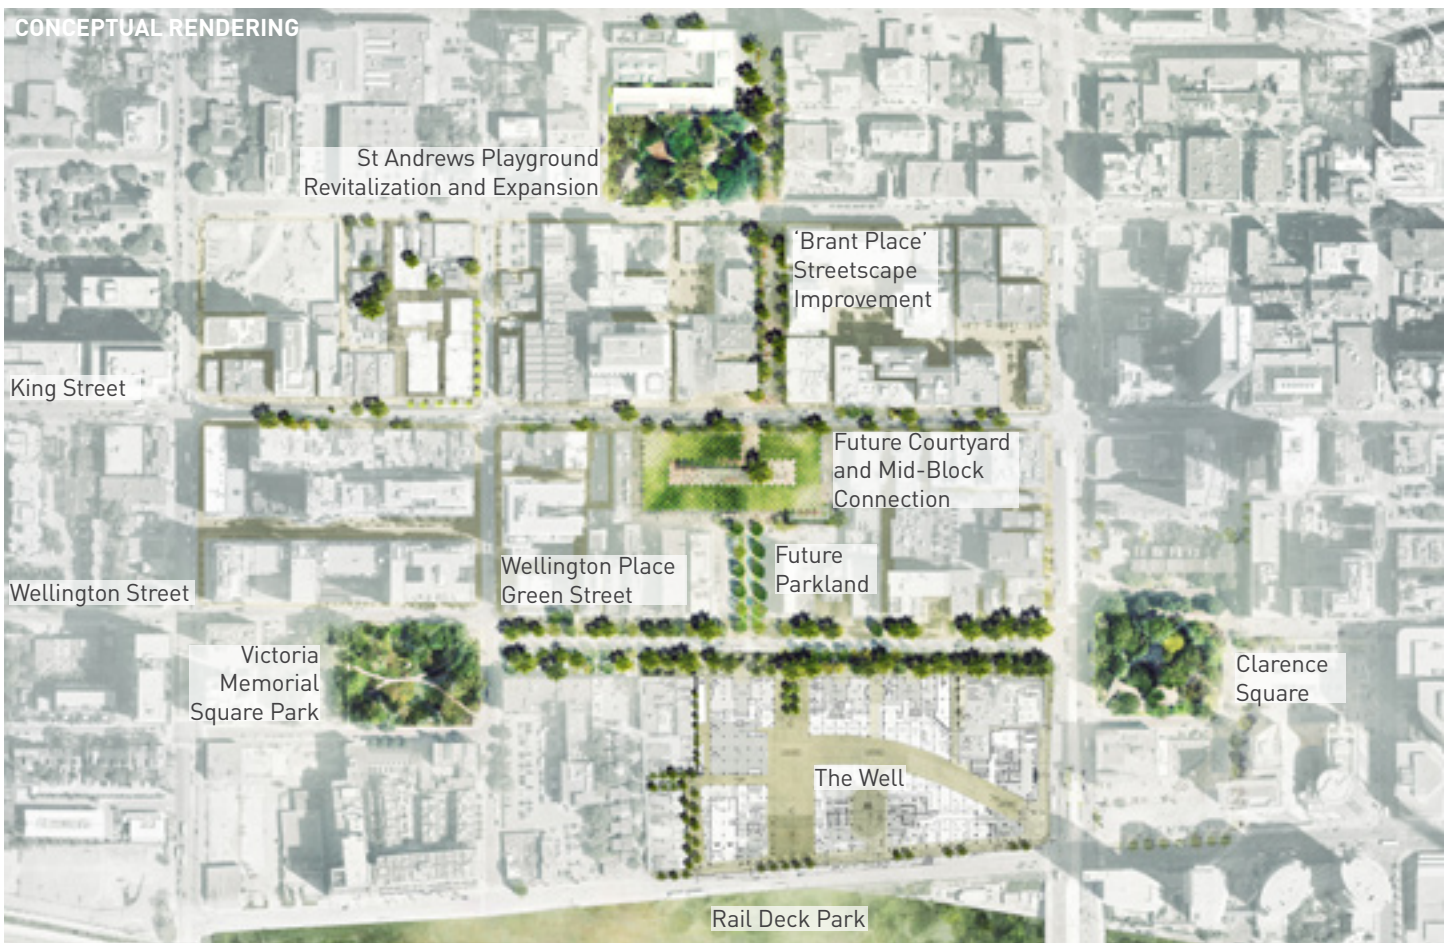 CONCEPTUAL RENDERING
St Andrews Playground
Revitalization and Expansion
‘Brant Place’
Streetscape
Improvement
King Street
Future Courtyard
and Mid-Block
Connection
Wellington Place
Green Street
Future
Parkland
Wellington Street
Victoria
Memorial
Square Park
Clarence
Square
The Well
Rail Deck Park